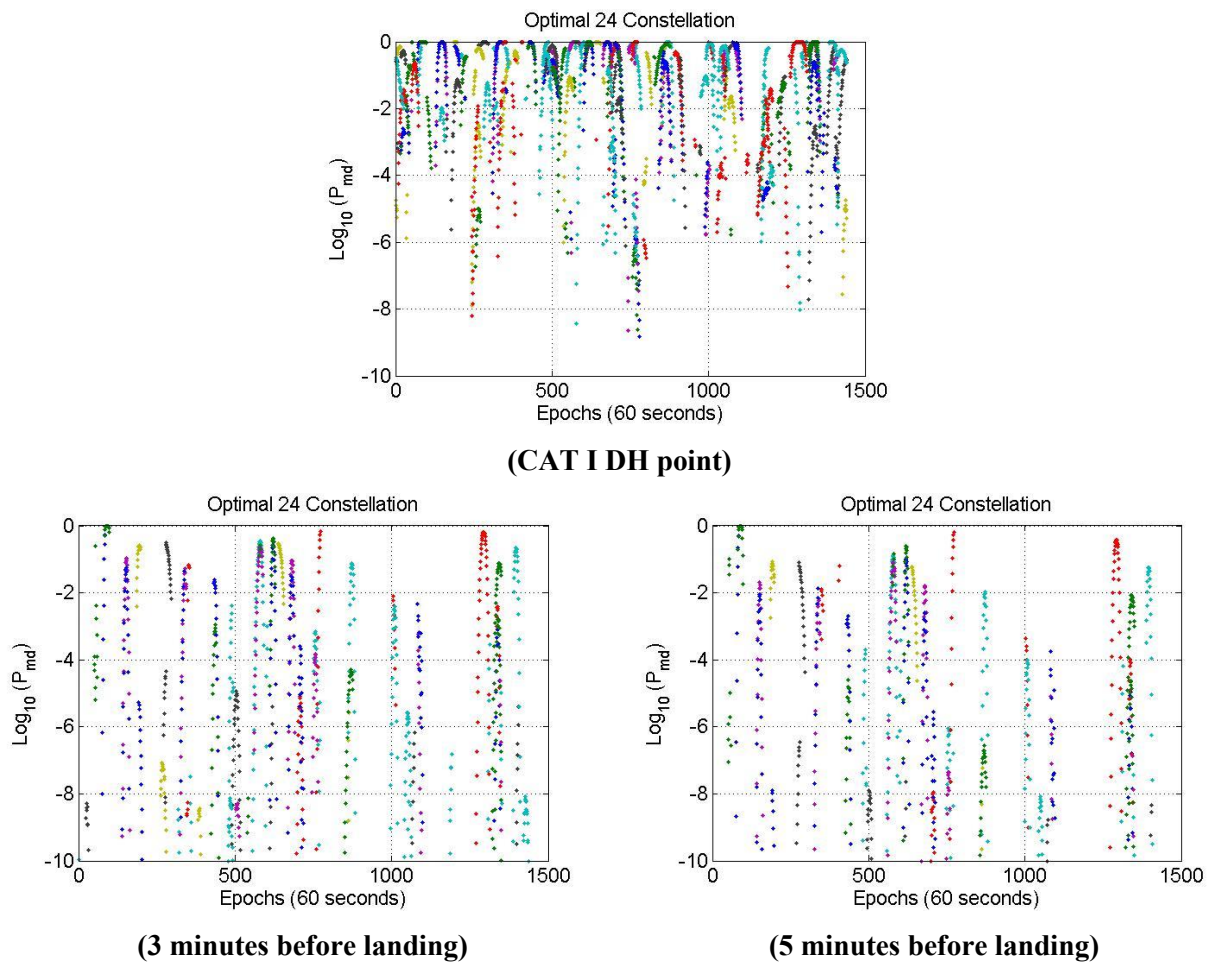 Optimal 24 Constellation
0
-2
-4
-6
-8
-10
Log10 (Pmd)
0 500 1000 1500
Epochs (60 seconds)
(CAT I DH point)
Optimal 24 Constellation
0
-2
-4
-6
-8
-10
Log10 (Pmd)
0 500 1000 1500
Epochs (60 seconds)
(3 minutes before landing)
Optimal 24 Constellation
0
-2
-4
-6
-8
-10
Log10 (Pmd)
0 500 1000 1500
Epochs (60 seconds)
(5 minutes before landing)